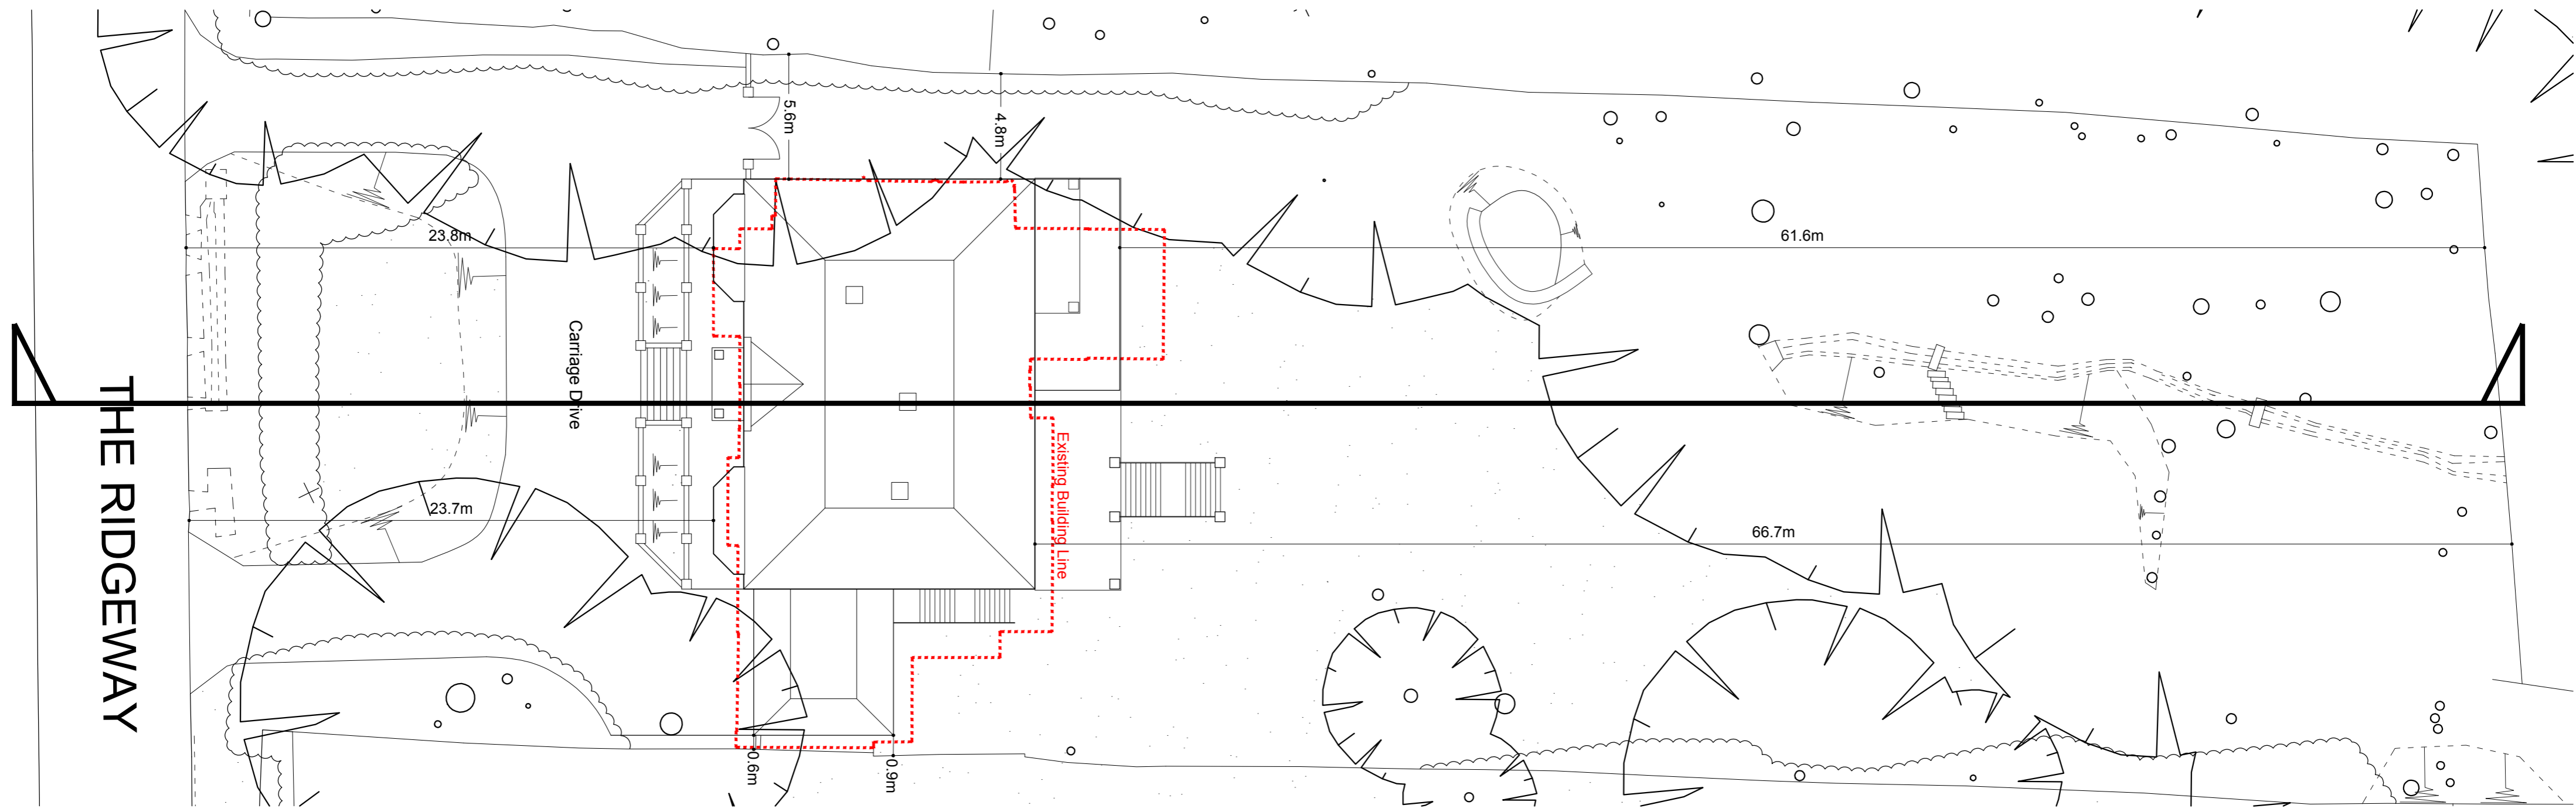 5.6m
4.8m
23.8m
61.6m
Carriage Drive
THE RIDGEWAY
Existing Building Line
23.7m
66.7m
0.6m
0.9m